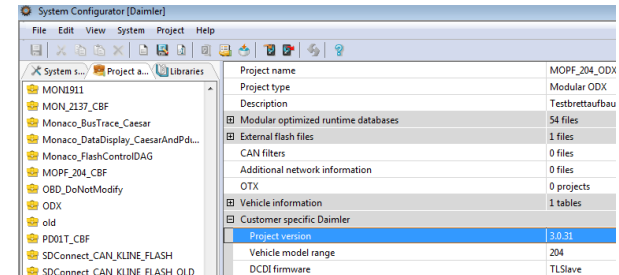 System Configurator [Daimler]
File Edit View System Project Help
System s... Project a... Libraries
MON1911
MON_2137_CBF
Monaco_BusTrace_Caesar
Monaco_DataDisplay_CaesarAndPdu...
Monaco_FlashControlDAG
MOPF_204_CBF
OBD_DoNotModify
ODX
old
PD01T_CBF
SDConnect_CAN_KLINE_FLASH
SDConnect_CAN_KLINE_FLASH_OLD
Project name MOPF_204_ODX
Project type Modular ODX
Description Testbrettaufbau
Modular optimized runtime databases 54 files
External flash files 1 files
CAN filters 0 files
Additional network information 0 files
OTX 0 projects
Vehicle information 1 tables
Customer specific Daimler
Project version 3.0.31
Vehicle model range 204
DCDI firmware TLSlave